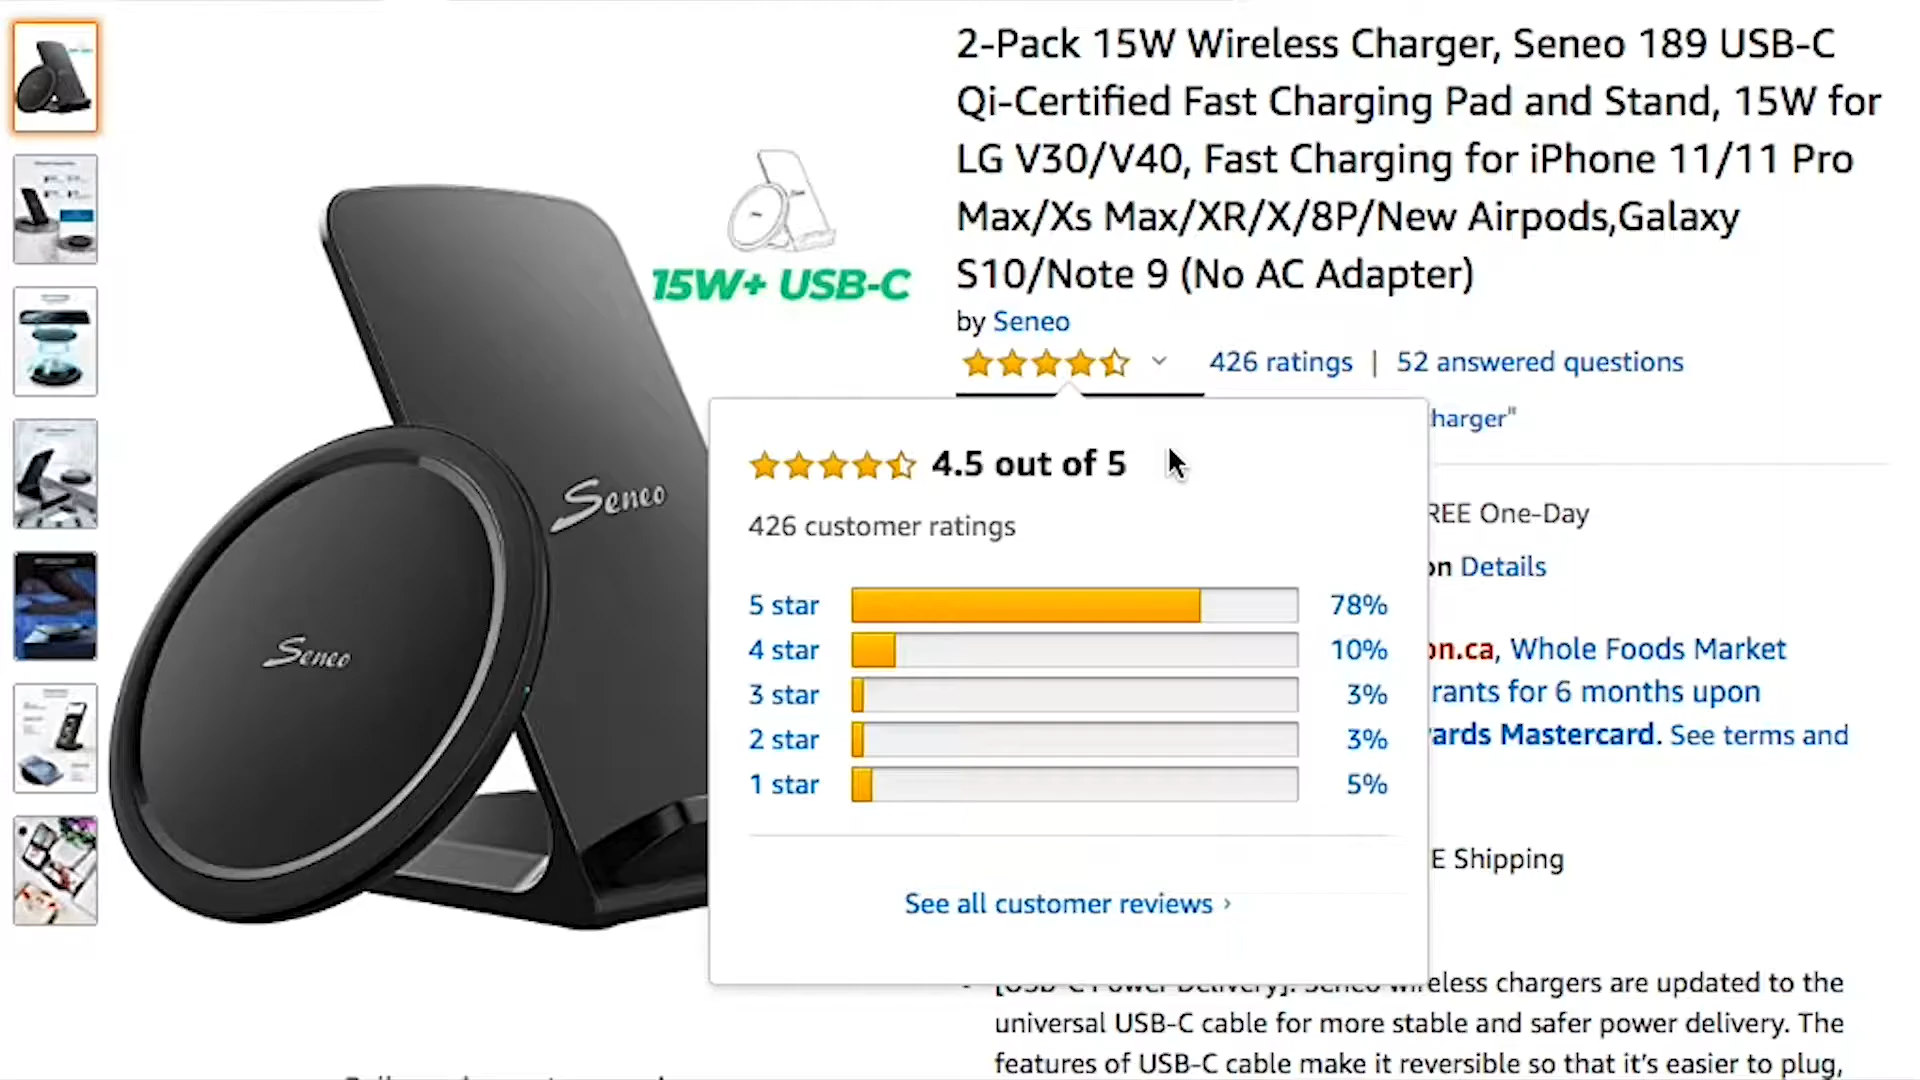 2-Pack 15W Wireless Charger, Seneo 189 USB-C
Qi-Certified Fast Charging Pad and Stand, 15W for
LG V30/V40, Fast Charging for iPhone 11/11 Pro
Max/Xs Max/XR/X/8P/New Airpods,Galaxy
S10/Note 9 (No AC Adapter)
by Seneo
426 ratings | 52 answered questions
harger"
15W+ USB-C
Seneo
Seneo
4.5 out of 5
426 customer ratings
5 star 78%
4 star 10%
3 star 3%
2 star 3%
1 star 5%
See all customer reviews ›
REE One-Day
on Details
on.ca, Whole Foods Market
rants for 6 months upon
ards Mastercard. See terms and
E Shipping
eless chargers are updated to the
universal USB-C cable for more stable and safer power delivery. The
features of USB-C cable make it reversible so that it's easier to plug,